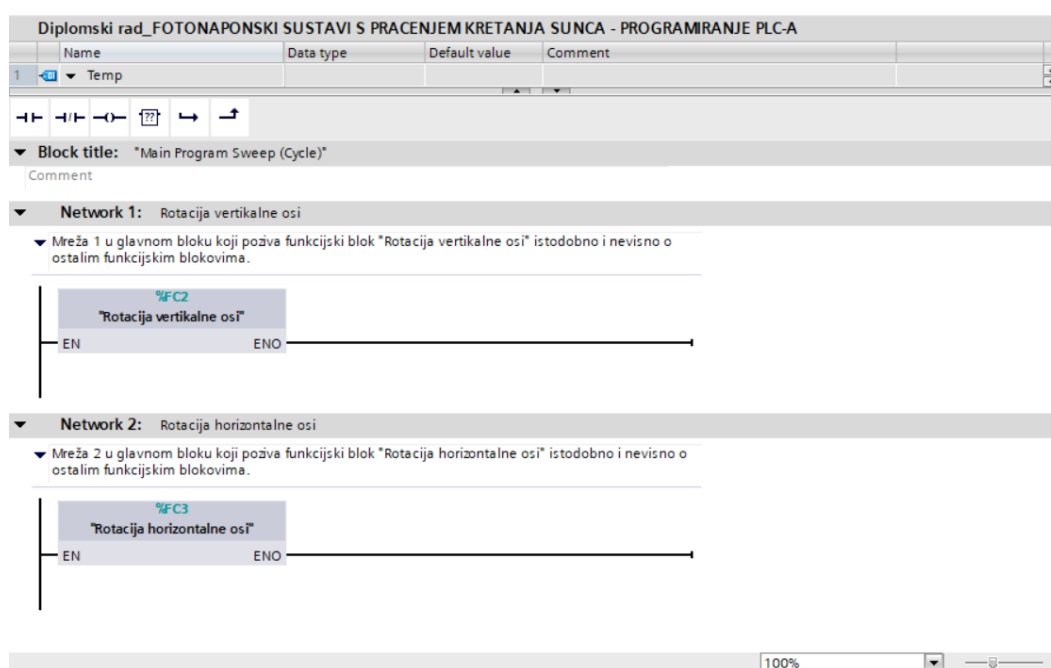 Diplomski rad_FOTONAPONSKI SUSTAVI S PRACENJEM KRETANJA SUNCA - PROGRAMIRANJE PLC-A
Name Data type Default value Comment
1 Temp
??
Block title: "Main Program Sweep (Cycle)"
Comment
Network 1: Rotacija vertikalne osi
Mreža 1 u glavnom bloku koji poziva funkcijski blok "Rotacija vertikalne osi" istodobno i nevisno o
ostalim funkcijskim blokovima.
%FC2
"Rotacija vertikalne osi"
EN ENO
Network 2: Rotacija horizontalne osi
Mreža 2 u glavnom bloku koji poziva funkcijski blok "Rotacija horizontalne osi" istodobno i nevisno o
ostalim funkcijskim blokovima.
%FC3
"Rotacija horizontalne osi"
EN ENO
100%